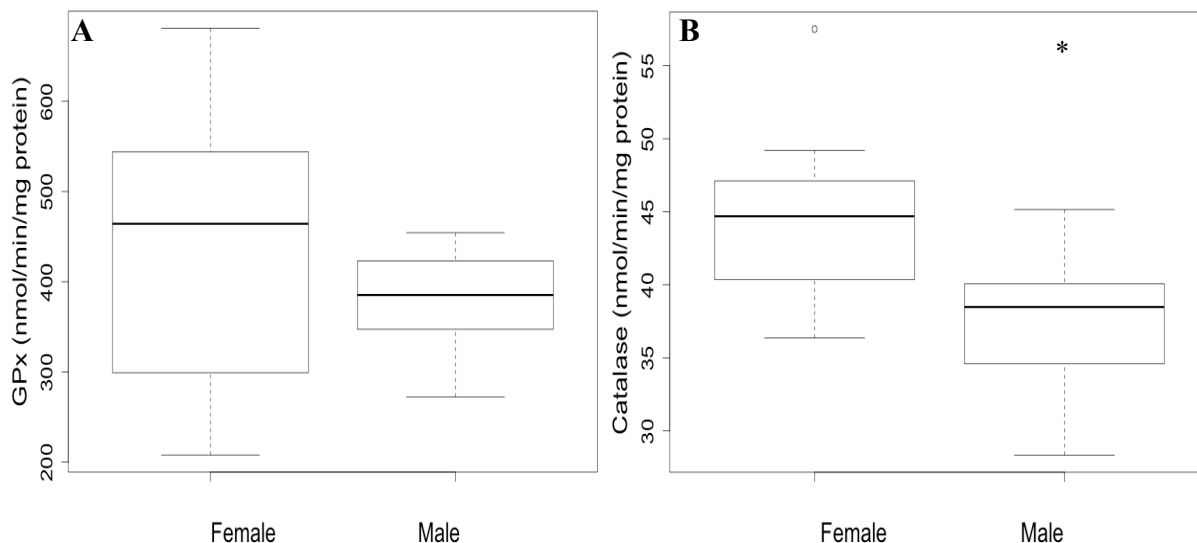 A
GPx (nmol/min/mg protein)
600
500
400
300
200
Female Male
B
*
Catalase (nmol/min/mg protein)
55
50
45
40
35
30
Female Male